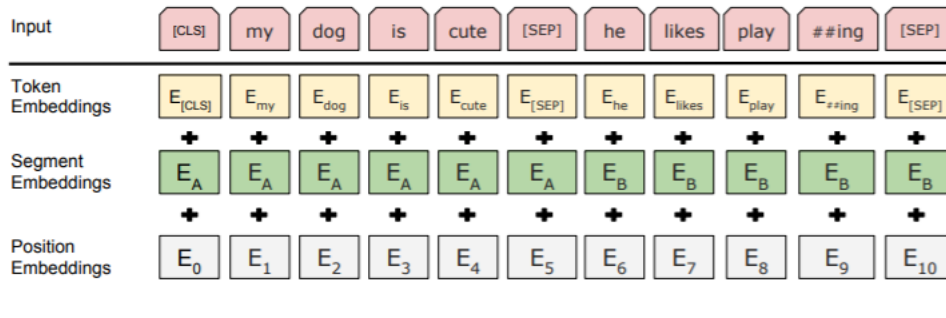 Input [CLS] my dog is cute [SEP] he likes play ##ing [SEP]
Token
Embeddings
E[CLS] Emy Edog Eis Ecute E[SEP] Ehe Elikes Eplay E##ing E[SEP]
+ + + + + + + + + + +
Segment
Embeddings
EA EA EA EA EA EA EB EB EB EB EB
+ + + + + + + + + + +
Position
Embeddings
E0 E1 E2 E3 E4 E5 E6 E7 E8 E9 E10